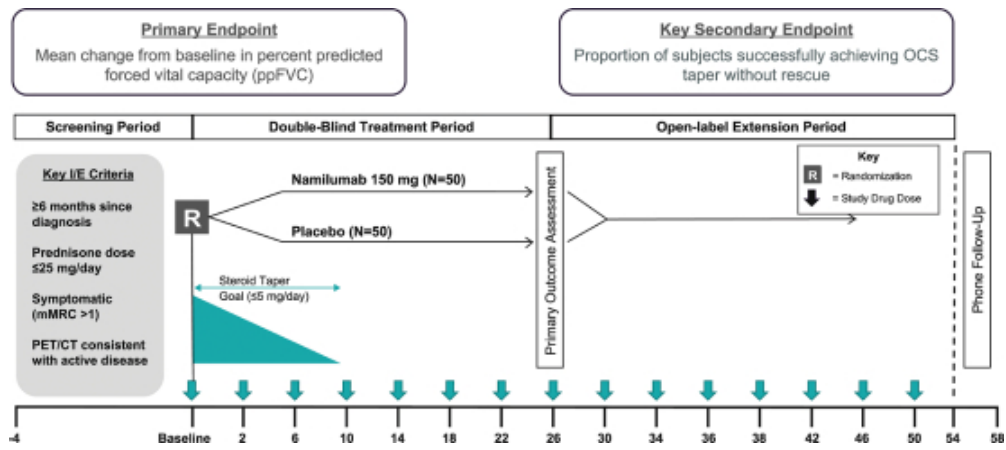 Primary Endpoint
Mean change from baseline in percent predicted
forced vital capacity (ppFVC)
Key Secondary Endpoint
Proportion of subjects successfully achieving OCS
taper without rescue
Screening Period
Double-Blind Treatment Period
Open-label Extension Period
Key I/E Criteria
≥6 months since
diagnosis
Prednisone dose
≤25 mg/day
Symptomatic
(mMRC >1)
PET/CT consistent
with active disease
R
Namilumab 150 mg (N=50)
Placebo (N=50)
Steroid Taper
Goal (≤5 mg/day)
Primary Outcome Assessment
Key
R = Randomization
= Study Drug Dose
Phone Follow-Up
-4 Baseline 2 6 10 14 18 22 26 30 34 36 38 42 46 50 54 58